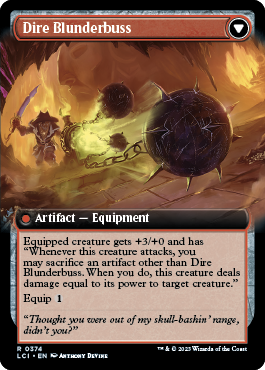 Dire Blunderbuss
Artifact — Equipment
Equipped creature gets +3/+0 and has
“Whenever this creature attacks, you
may sacrifice an artifact other than Dire
Blunderbuss. When you do, this creature deals
damage equal to its power to target creature.”
Equip 1
“Thought you were out of my skull-bashin’ range,
didn’t you?”
R 0374
LCI • EN Anthony Devine
™ & © 2023 Wizards of the Coast